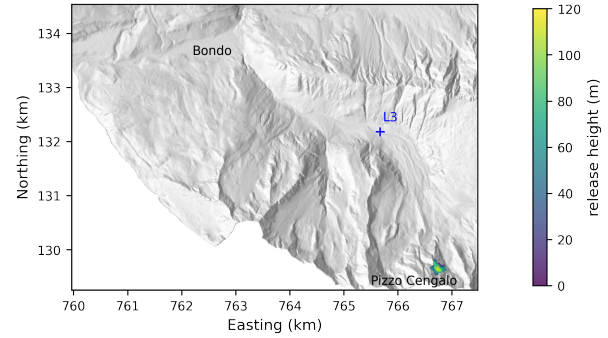 134
133
132
131
130
Northing (km)
Bondo
L3
Pizzo Cengalo
760 761 762 763 764 765 766 767
Easting (km)
120
100
80
60
40
20
0
release height (m)